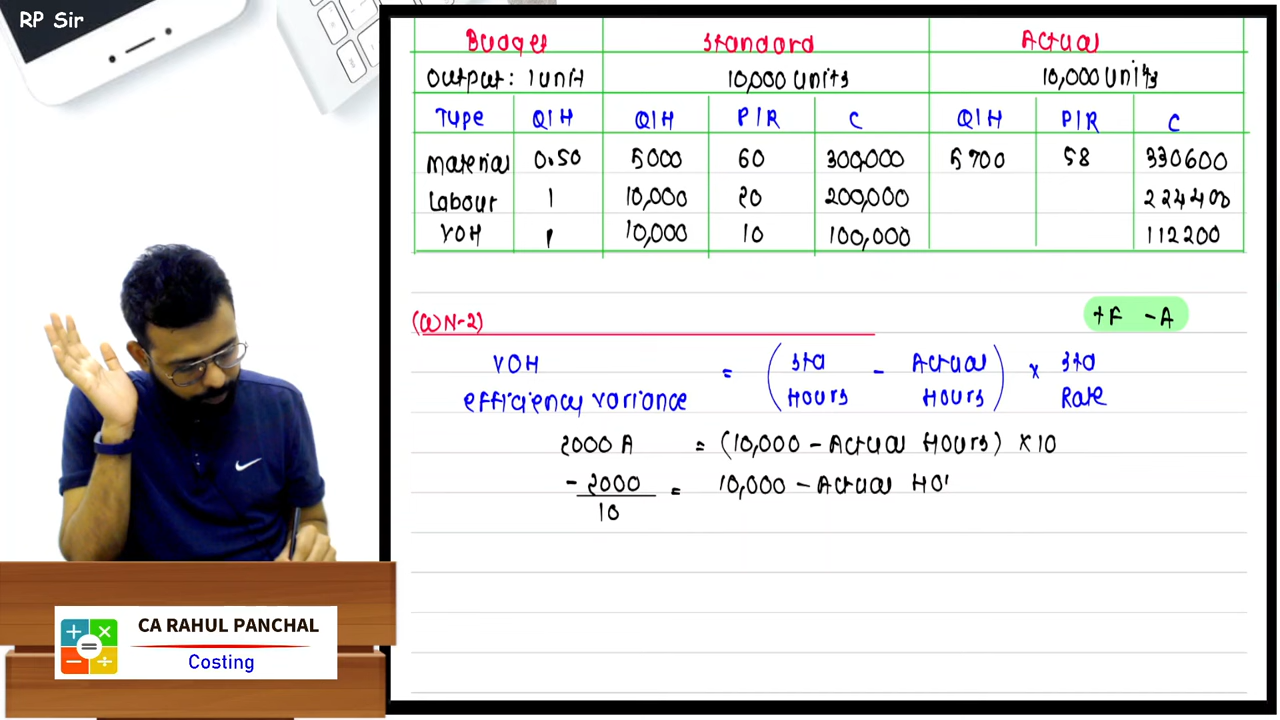 RP Sir
Budget Standard Actual
Output: 1 Unit 10,000 Units 10,000 Units
Type Q/H Q/H P/R C Q/H P/R C
Material 0.50 5000 60 300,000 5700 58 330600
Labour 1 10,000 20 200,000 224400
VOH 1 10,000 10 100,000 112200
(WN-2) +F -A
VOH efficiency variance = (Std Hours - Actual Hours) × Std Rate
2000 A = (10,000 - Actual Hours) × 10
-2000/10 = 10,000 - Actual Ho
CA RAHUL PANCHAL
Costing